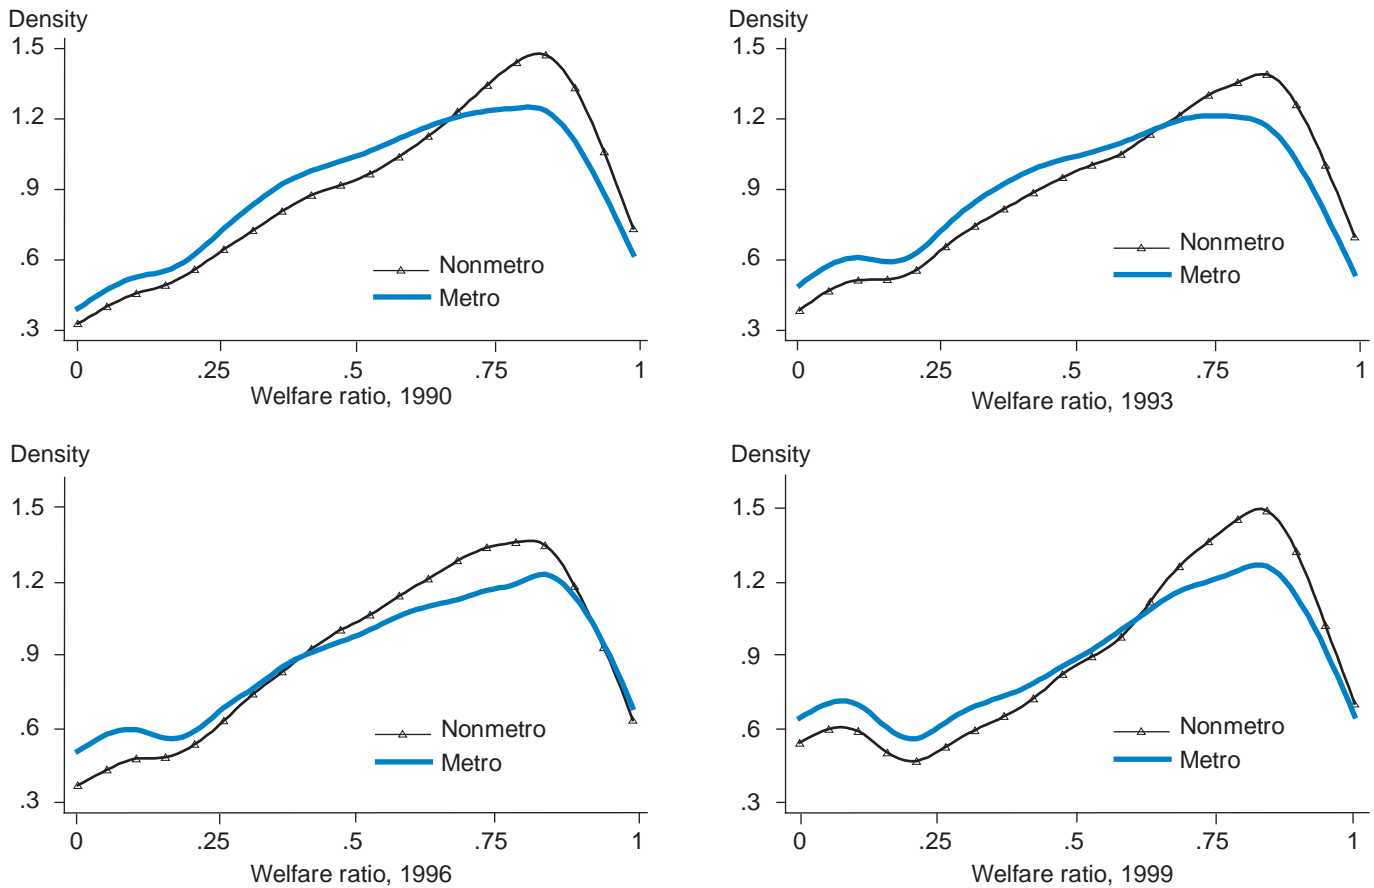 Density
1.5
1.2
.9
.6
.3
Nonmetro
Metro
0 .25 .5 .75 1
Welfare ratio, 1990
Density
1.5
1.2
.9
.6
.3
Nonmetro
Metro
0 .25 .5 .75 1
Welfare ratio, 1993
Density
1.5
1.2
.9
.6
.3
Nonmetro
Metro
0 .25 .5 .75 1
Welfare ratio, 1996
Density
1.5
1.2
.9
.6
.3
Nonmetro
Metro
0 .25 .5 .75 1
Welfare ratio, 1999